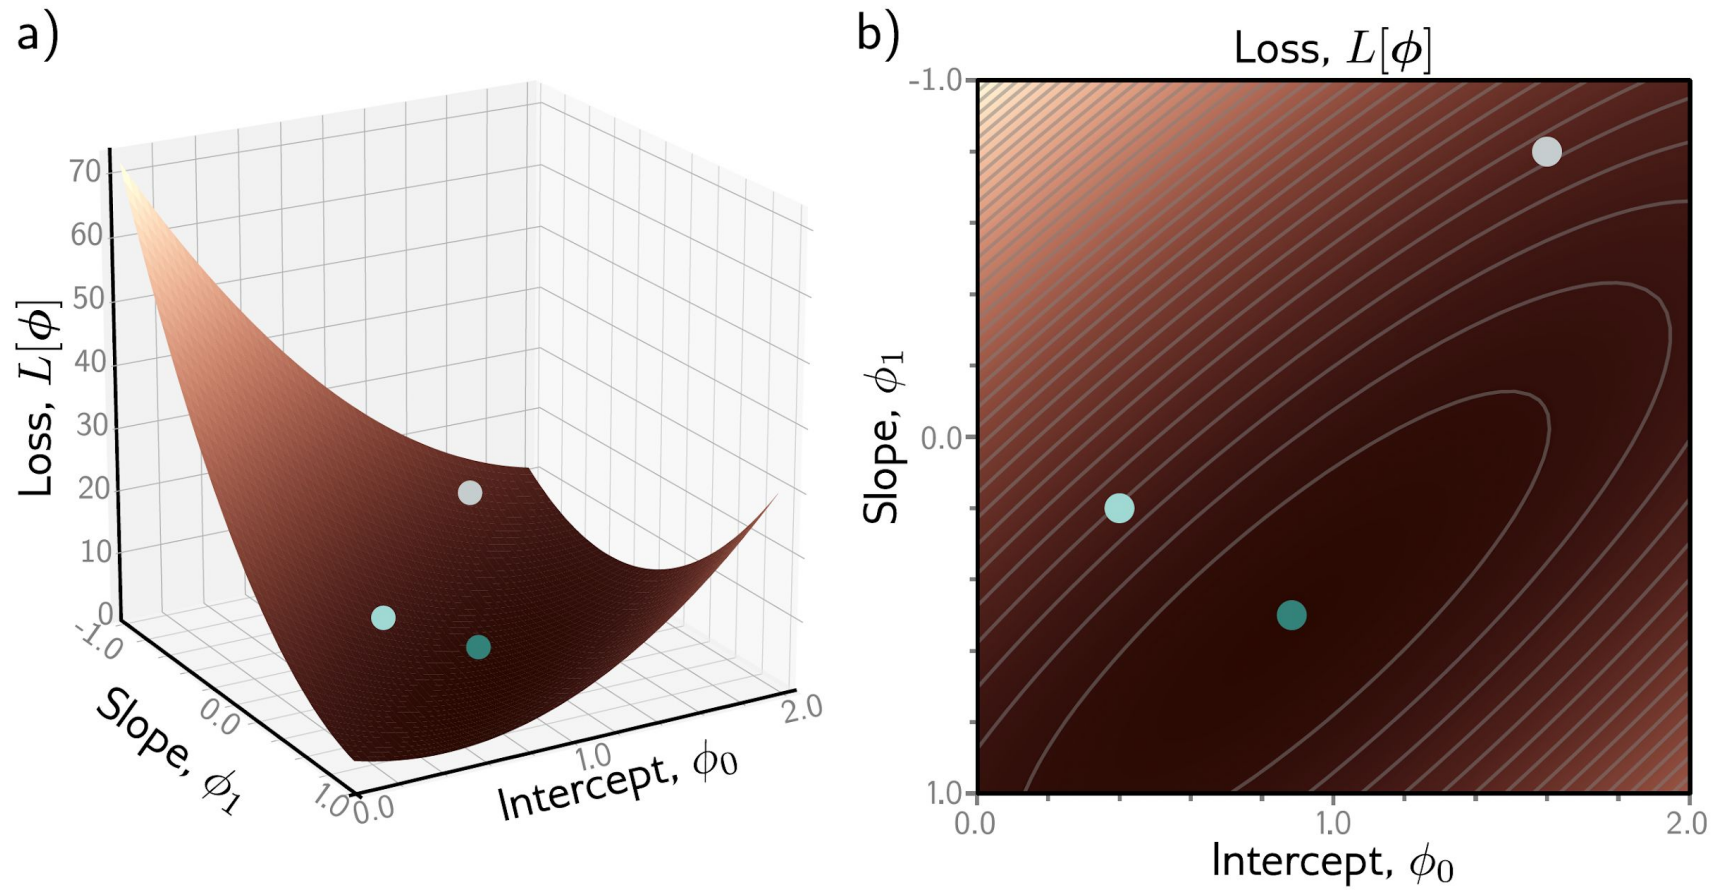 a)
70
60
50
40
30
20
10
0
Loss, L[ϕ]
-1.0
0.0
1.0
Slope, ϕ₁
0.0
1.0
2.0
Intercept, ϕ₀
b)
Loss, L[ϕ]
-1.0
0.0
1.0
Slope, ϕ₁
0.0
1.0
2.0
Intercept, ϕ₀